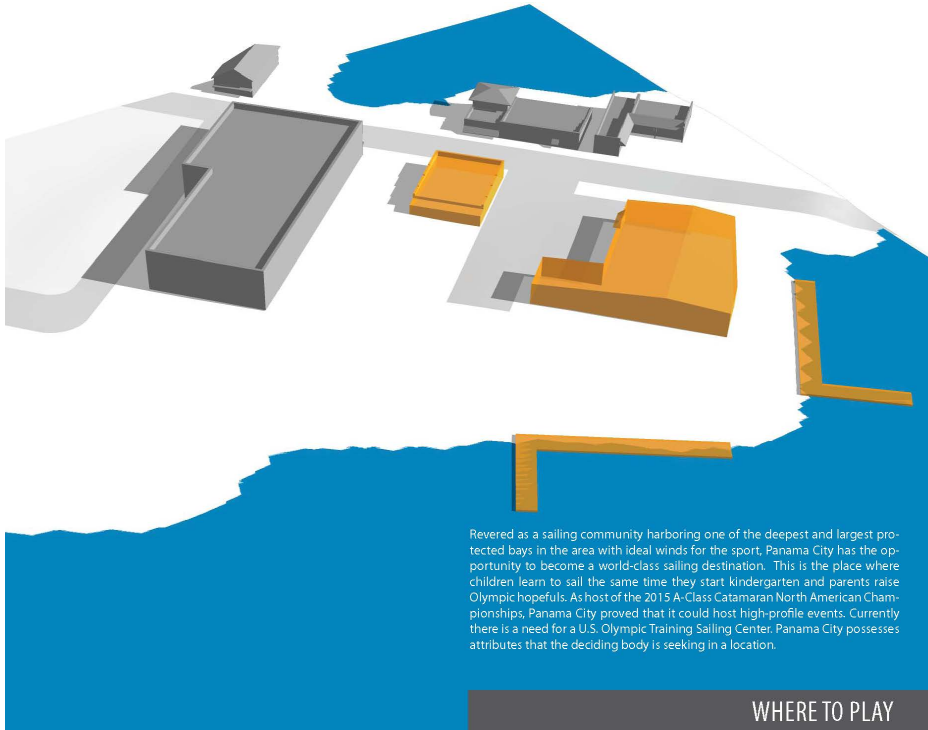 Revered as a sailing community harboring one of the deepest and largest pro-
tected bays in the area with ideal winds for the sport, Panama City has the op-
portunity to become a world-class sailing destination.  This is the place where
children learn to sail the same time they start kindergarten and parents raise
Olympic hopefuls. As host of the 2015 A-Class Catamaran North American Cham-
pionships, Panama City proved that it could host high-profile events. Currently
there is a need for a U.S. Olympic Training Sailing Center. Panama City possesses
attributes that the deciding body is seeking in a location.
WHERE TO PLAY